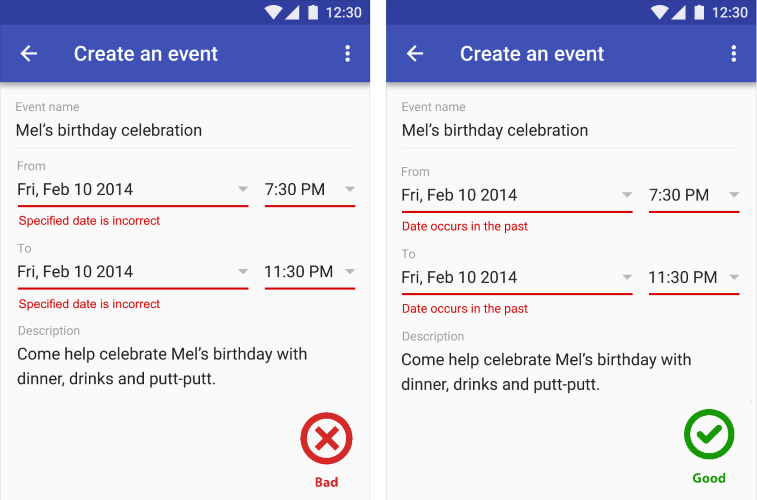 12:30
Create an event
Event name
Mel's birthday celebration
From
Fri, Feb 10 2014 7:30 PM
Specified date is incorrect
To
Fri, Feb 10 2014 11:30 PM
Specified date is incorrect
Description
Come help celebrate Mel's birthday with
dinner, drinks and putt-putt.
Bad
12:30
Create an event
Event name
Mel's birthday celebration
From
Fri, Feb 10 2014 7:30 PM
Date occurs in the past
To
Fri, Feb 10 2014 11:30 PM
Date occurs in the past
Description
Come help celebrate Mel's birthday with
dinner, drinks and putt-putt.
Good